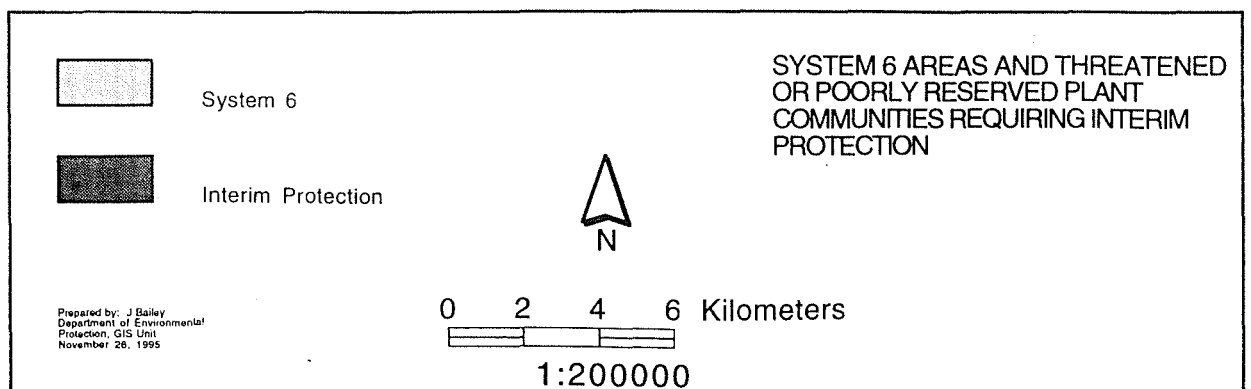 System 6
Interim Protection
SYSTEM 6 AREAS AND THREATENED
OR POORLY RESERVED PLANT
COMMUNITIES REQUIRING INTERIM
PROTECTION
N
Prepared by: J Bailey
Department of Environmental
Protection, GIS Unit
November 26, 1995
0 2 4 6 Kilometers
1:200000